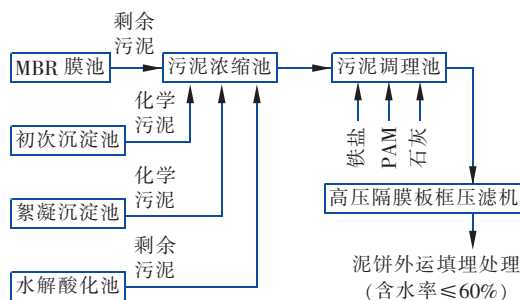 剩余
污泥
MBR 膜池
污泥浓缩池
污泥调理池
化学
污泥
初次沉淀池
铁盐
PAM
石灰
化学
污泥
絮凝沉淀池
高压隔膜板框压滤机
剩余
污泥
水解酸化池
泥饼外运填埋处理
(含水率≤60%)